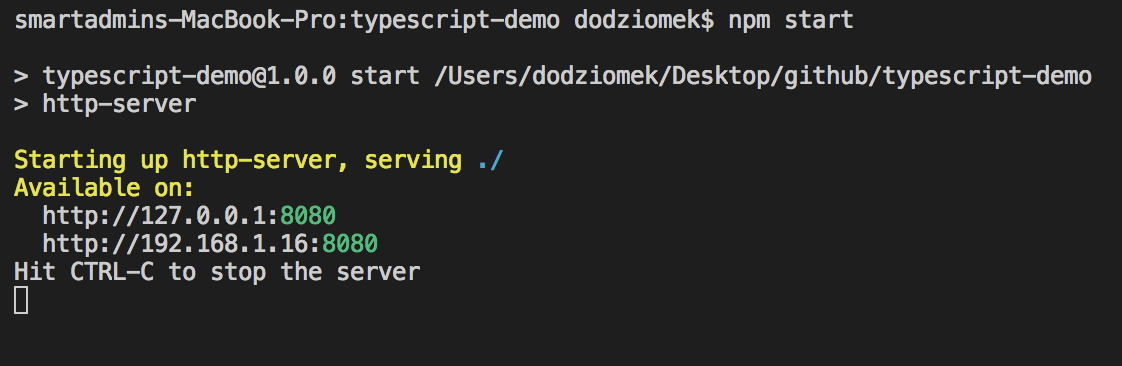 smartadmins-MacBook-Pro:typescript-demo dodziomek$ npm start
> typescript-demo@1.0.0 start /Users/dodziomek/Desktop/github/typescript-demo
> http-server
Starting up http-server, serving ./
Available on:
  http://127.0.0.1:8080
  http://192.168.1.16:8080
Hit CTRL-C to stop the server